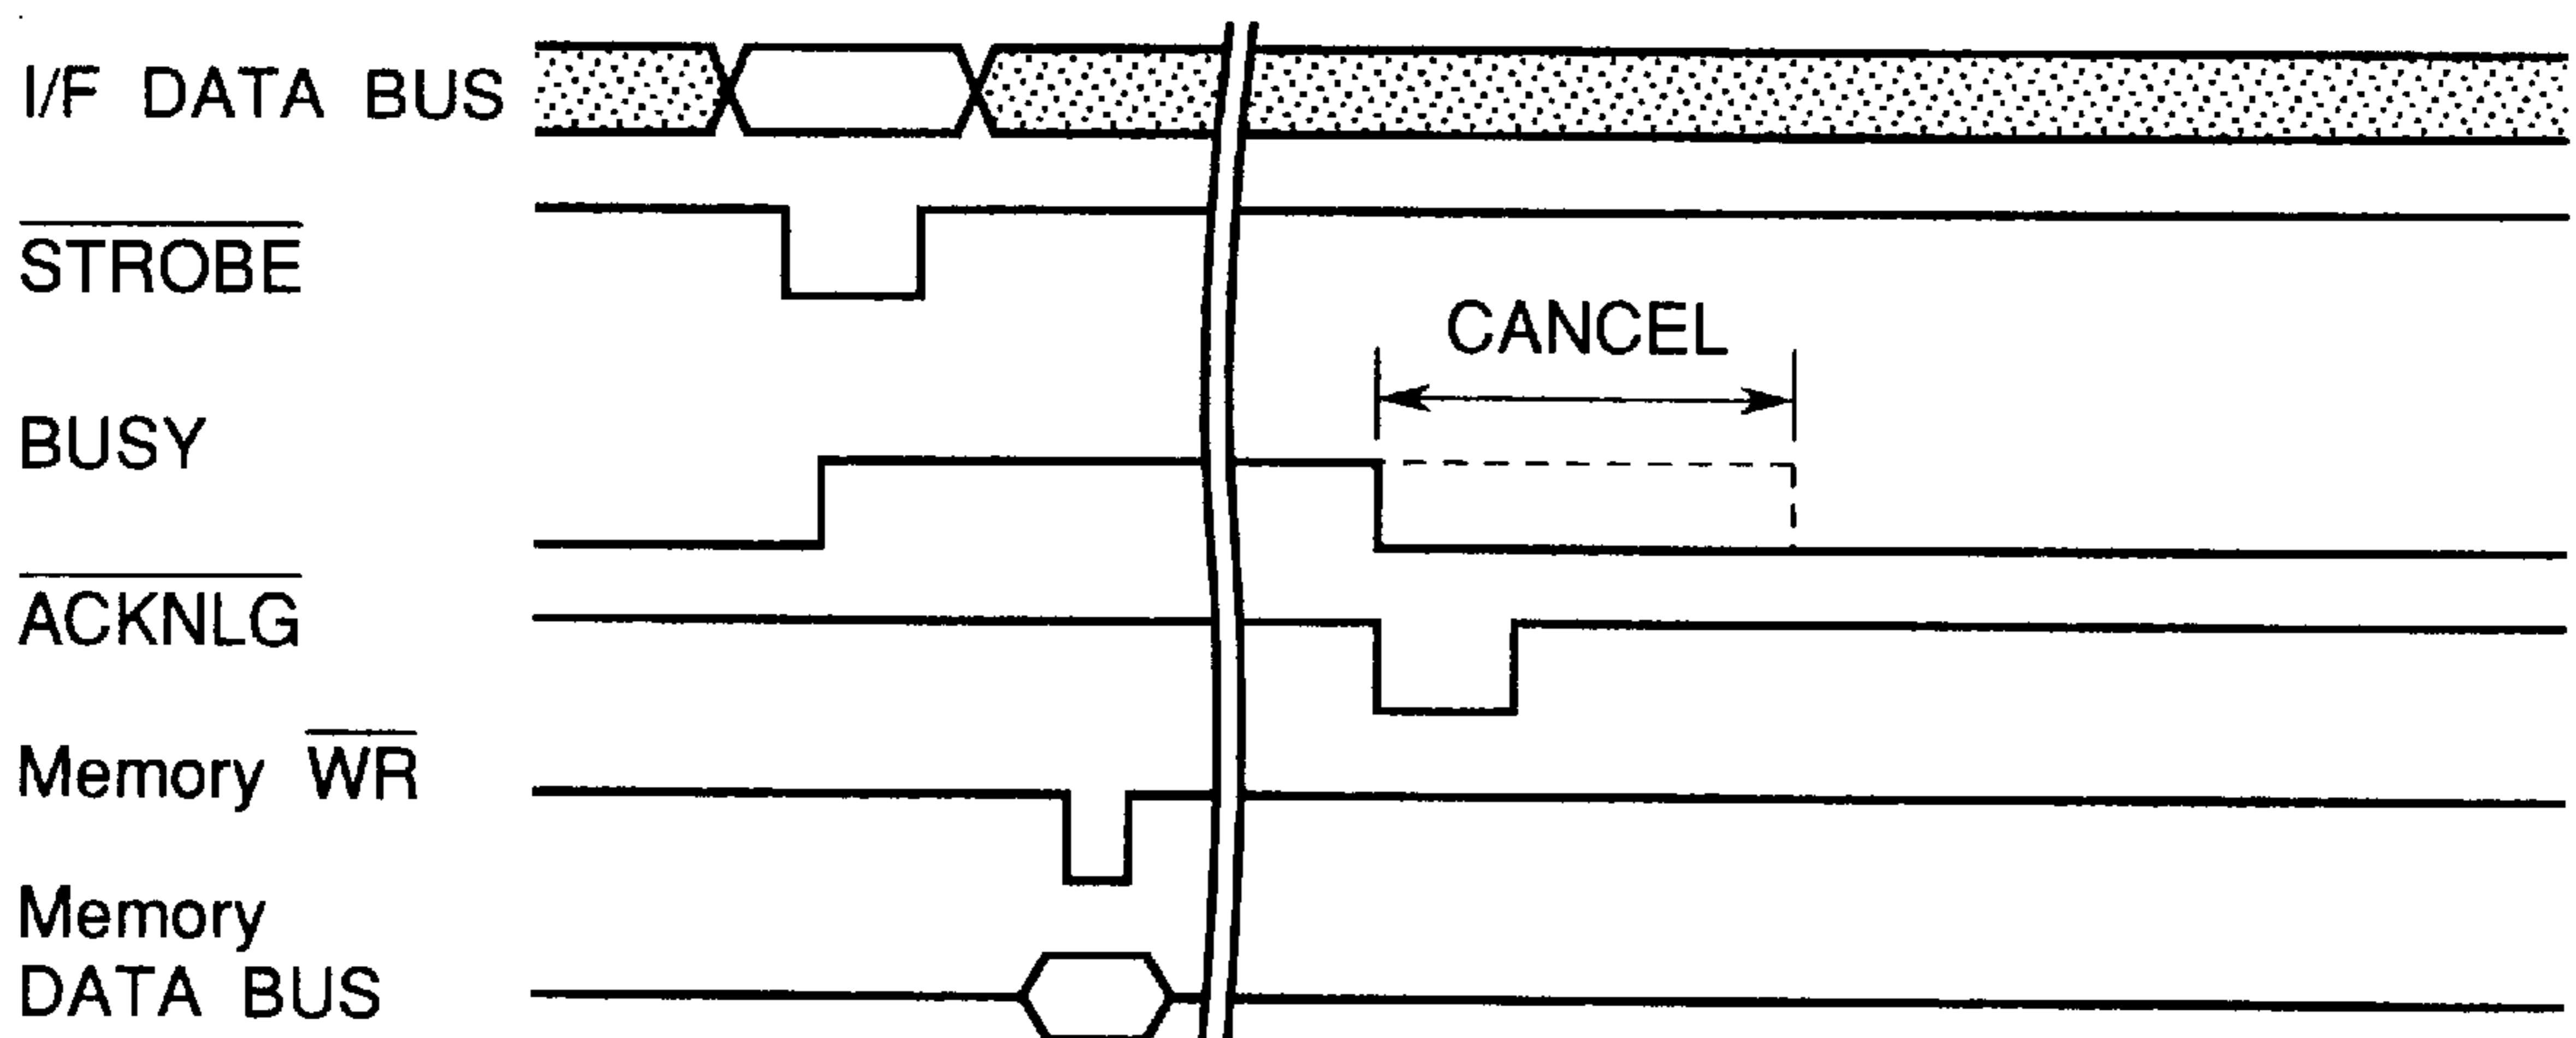 I/F DATA BUS
STROBE
CANCEL
BUSY
ACKNLG
Memory WR
Memory
DATA BUS